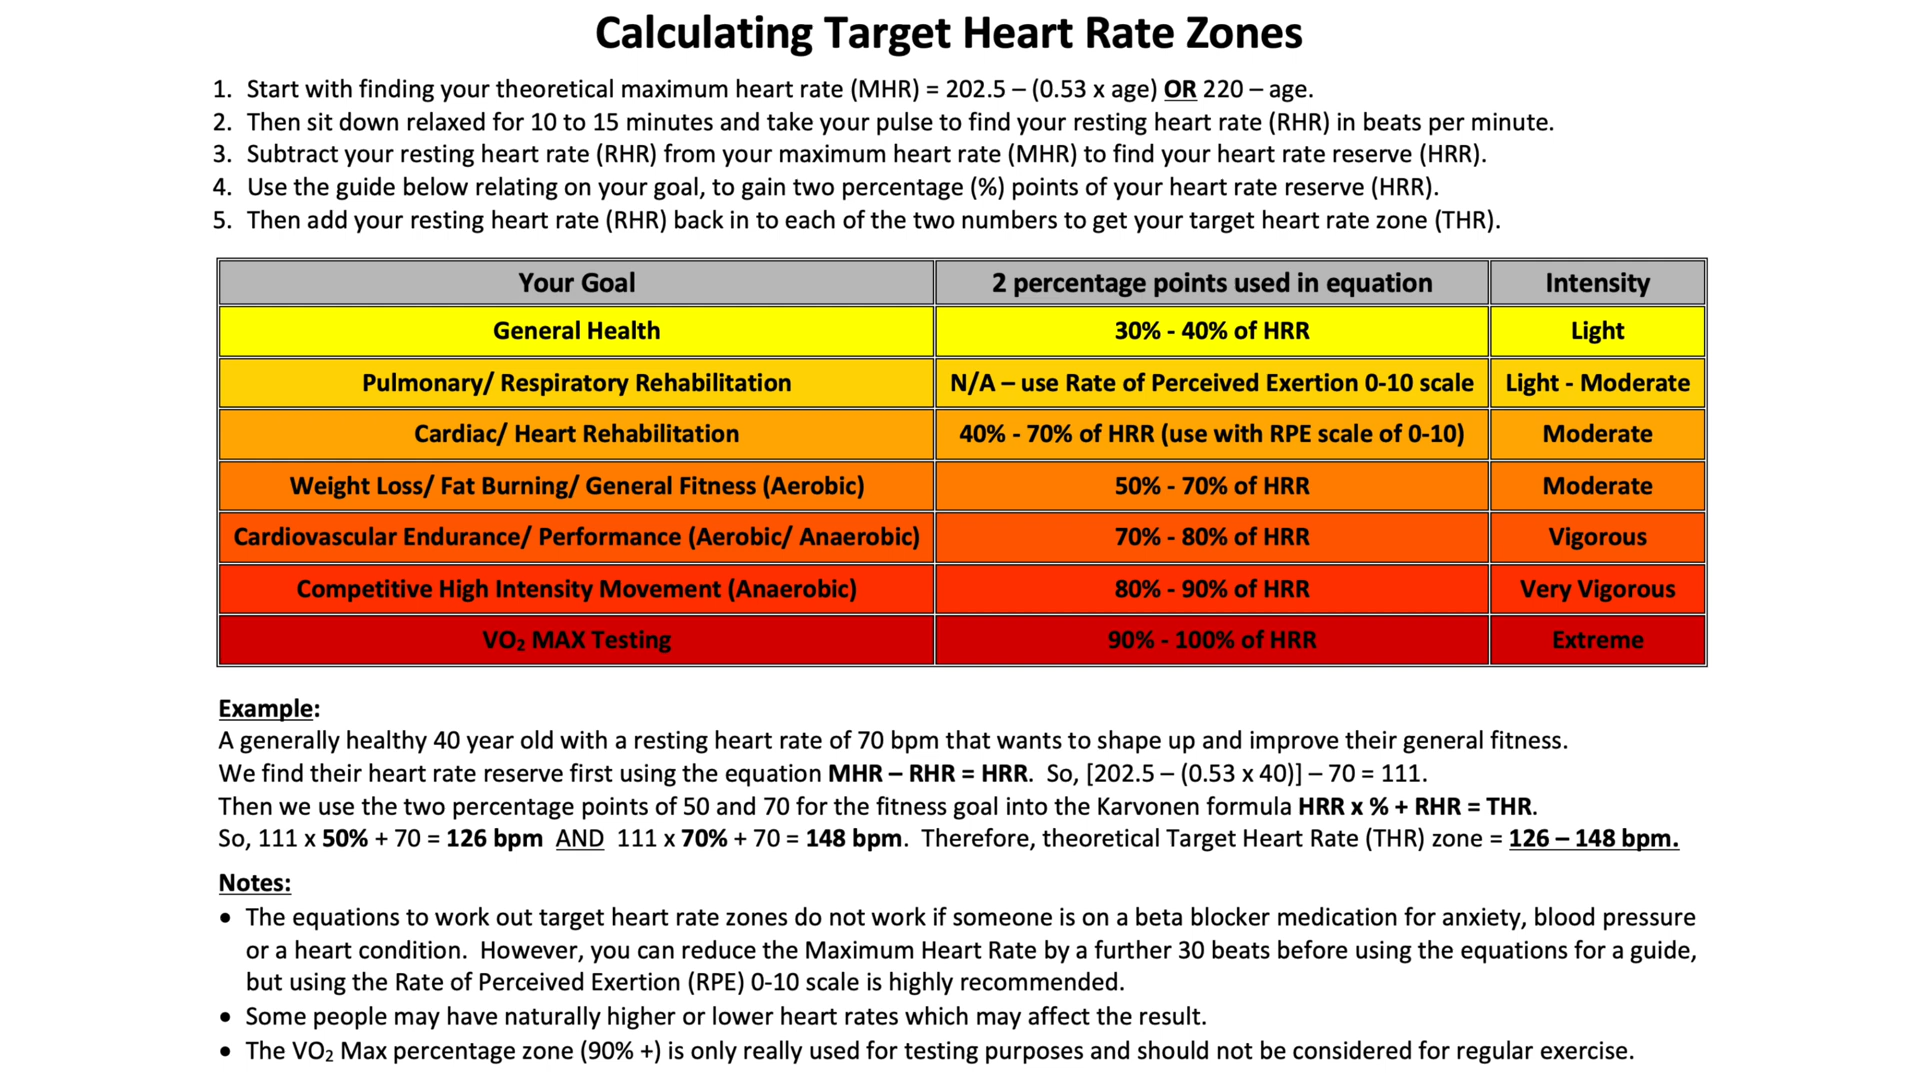 Calculating Target Heart Rate Zones
1. Start with finding your theoretical maximum heart rate (MHR) = 202.5 – (0.53 x age) OR 220 – age.
2. Then sit down relaxed for 10 to 15 minutes and take your pulse to find your resting heart rate (RHR) in beats per minute.
3. Subtract your resting heart rate (RHR) from your maximum heart rate (MHR) to find your heart rate reserve (HRR).
4. Use the guide below relating on your goal, to gain two percentage (%) points of your heart rate reserve (HRR).
5. Then add your resting heart rate (RHR) back in to each of the two numbers to get your target heart rate zone (THR).
Your Goal 2 percentage points used in equation Intensity
General Health 30% - 40% of HRR Light
Pulmonary/ Respiratory Rehabilitation N/A – use Rate of Perceived Exertion 0-10 scale Light - Moderate
Cardiac/ Heart Rehabilitation 40% - 70% of HRR (use with RPE scale of 0-10) Moderate
Weight Loss/ Fat Burning/ General Fitness (Aerobic) 50% - 70% of HRR Moderate
Cardiovascular Endurance/ Performance (Aerobic/ Anaerobic) 70% - 80% of HRR Vigorous
Competitive High Intensity Movement (Anaerobic) 80% - 90% of HRR Very Vigorous
VO₂ MAX Testing 90% - 100% of HRR Extreme
Example:
A generally healthy 40 year old with a resting heart rate of 70 bpm that wants to shape up and improve their general fitness.
We find their heart rate reserve first using the equation MHR – RHR = HRR. So, [202.5 – (0.53 x 40)] – 70 = 111.
Then we use the two percentage points of 50 and 70 for the fitness goal into the Karvonen formula HRR x % + RHR = THR.
So, 111 x 50% + 70 = 126 bpm AND 111 x 70% + 70 = 148 bpm. Therefore, theoretical Target Heart Rate (THR) zone = 126 – 148 bpm.
Notes:
• The equations to work out target heart rate zones do not work if someone is on a beta blocker medication for anxiety, blood pressure
or a heart condition. However, you can reduce the Maximum Heart Rate by a further 30 beats before using the equations for a guide,
but using the Rate of Perceived Exertion (RPE) 0-10 scale is highly recommended.
• Some people may have naturally higher or lower heart rates which may affect the result.
• The VO₂ Max percentage zone (90% +) is only really used for testing purposes and should not be considered for regular exercise.